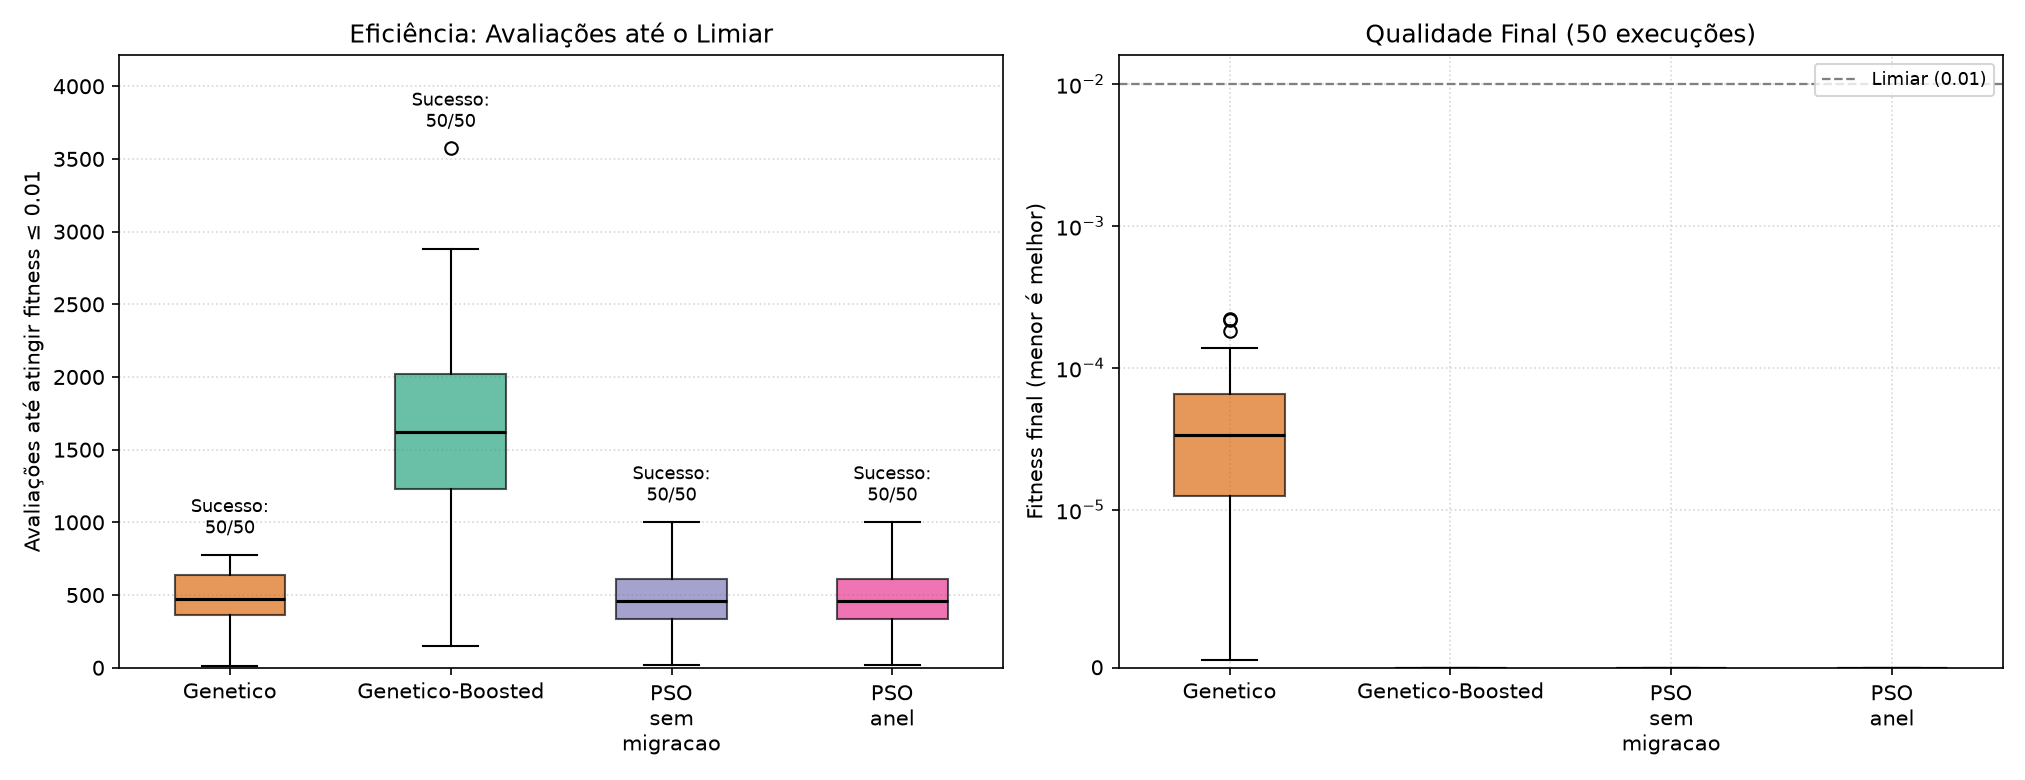 Eficiência: Avaliações até o Limiar
Avaliações até atingir fitness ≤ 0.01
4000
3500
3000
2500
2000
1500
1000
500
0
Sucesso:
50/50
Sucesso:
50/50
Sucesso:
50/50
Sucesso:
50/50
Genetico
Genetico-Boosted
PSO
sem
migracao
PSO
anel
Qualidade Final (50 execuções)
Fitness final (menor é melhor)
10⁻²
10⁻³
10⁻⁴
10⁻⁵
0
Limiar (0.01)
Genetico
Genetico-Boosted
PSO
sem
migracao
PSO
anel